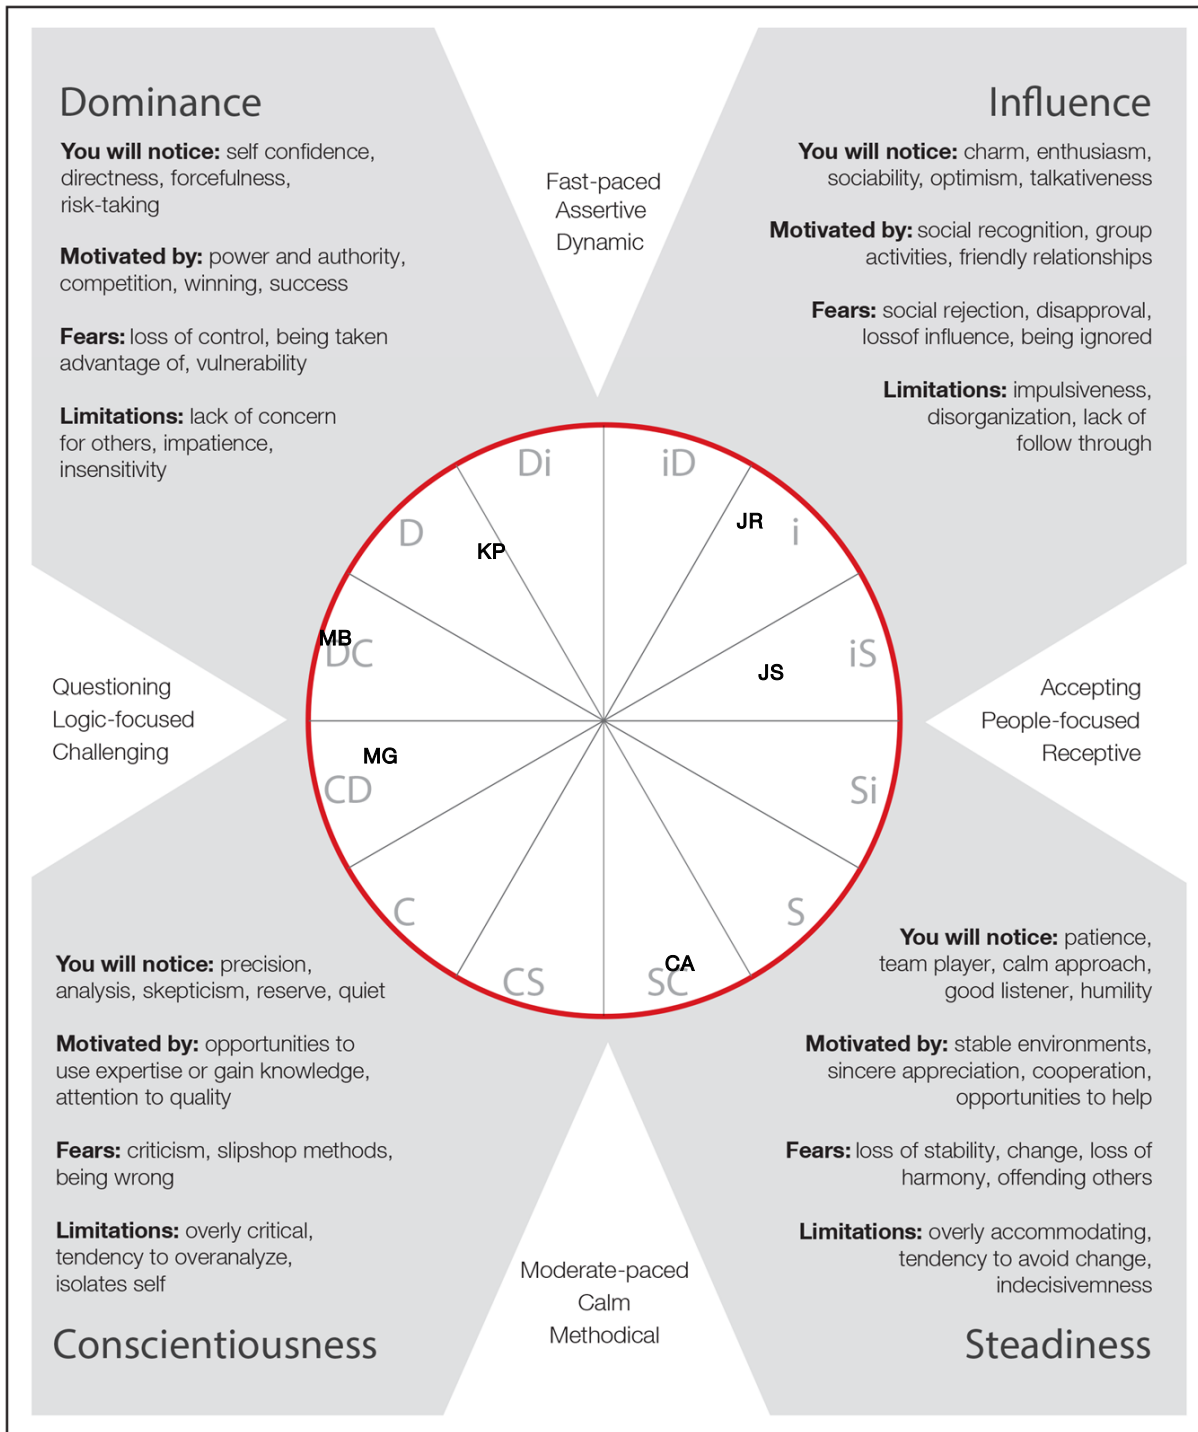 Dominance
You will notice: self confidence,
directness, forcefulness,
risk-taking
Motivated by: power and authority,
competition, winning, success
Fears: loss of control, being taken
advantage of, vulnerability
Limitations: lack of concern
for others, impatience,
insensitivity
Fast-paced
Assertive
Dynamic
Influence
You will notice: charm, enthusiasm,
sociability, optimism, talkativeness
Motivated by: social recognition, group
activities, friendly relationships
Fears: social rejection, disapproval,
lossof influence, being ignored
Limitations: impulsiveness,
disorganization, lack of
follow through
Di
iD
D
KP
JR
i
MB
DC
JS
iS
MG
CD
Si
C
S
CS
CA
SC
Questioning
Logic-focused
Challenging
Accepting
People-focused
Receptive
You will notice: precision,
analysis, skepticism, reserve, quiet
Motivated by: opportunities to
use expertise or gain knowledge,
attention to quality
Fears: criticism, slipshop methods,
being wrong
Limitations: overly critical,
tendency to overanalyze,
isolates self
Conscientiousness
Moderate-paced
Calm
Methodical
You will notice: patience,
team player, calm approach,
good listener, humility
Motivated by: stable environments,
sincere appreciation, cooperation,
opportunities to help
Fears: loss of stability, change, loss of
harmony, offending others
Limitations: overly accommodating,
tendency to avoid change,
indecisivemness
Steadiness